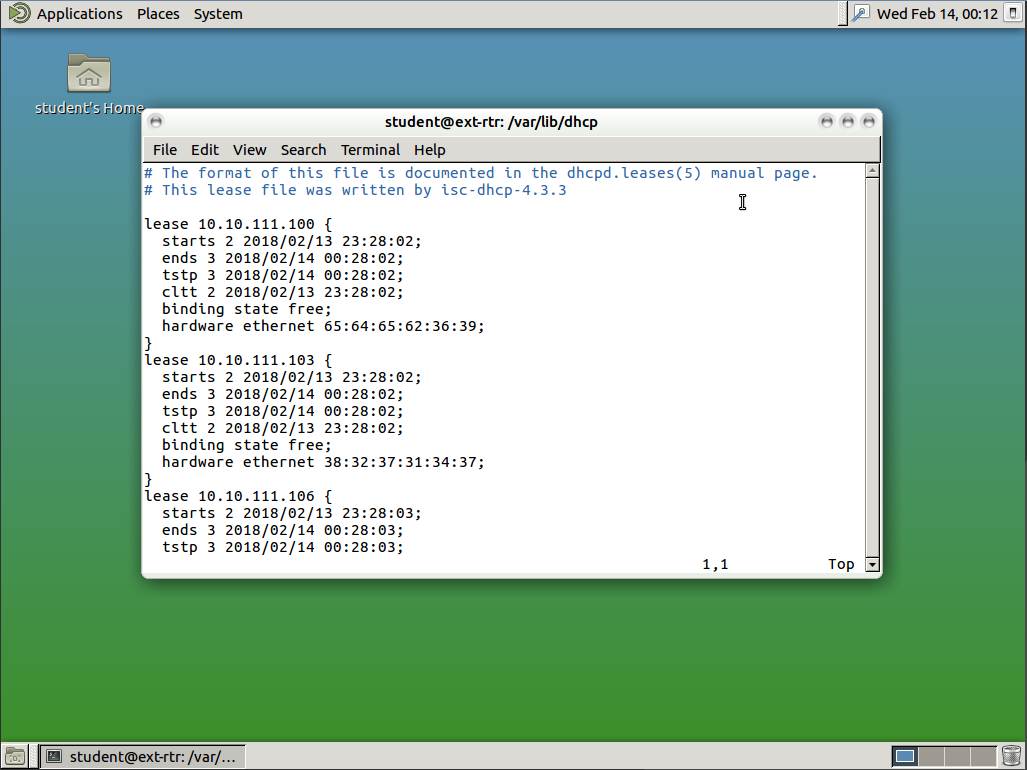 Applications Places System
Wed Feb 14, 00:12
student's Home
student@ext-rtr: /var/lib/dhcp
File Edit View Search Terminal Help
# The format of this file is documented in the dhcpd.leases(5) manual page.
# This lease file was written by isc-dhcp-4.3.3
lease 10.10.111.100 {
starts 2 2018/02/13 23:28:02;
ends 3 2018/02/14 00:28:02;
tstp 3 2018/02/14 00:28:02;
cltt 2 2018/02/13 23:28:02;
binding state free;
hardware ethernet 65:64:65:62:36:39;
}
lease 10.10.111.103 {
starts 2 2018/02/13 23:28:02;
ends 3 2018/02/14 00:28:02;
tstp 3 2018/02/14 00:28:02;
cltt 2 2018/02/13 23:28:02;
binding state free;
hardware ethernet 38:32:37:31:34:37;
}
lease 10.10.111.106 {
starts 2 2018/02/13 23:28:03;
ends 3 2018/02/14 00:28:03;
tstp 3 2018/02/14 00:28:03;
1,1 Top
student@ext-rtr: /var/...